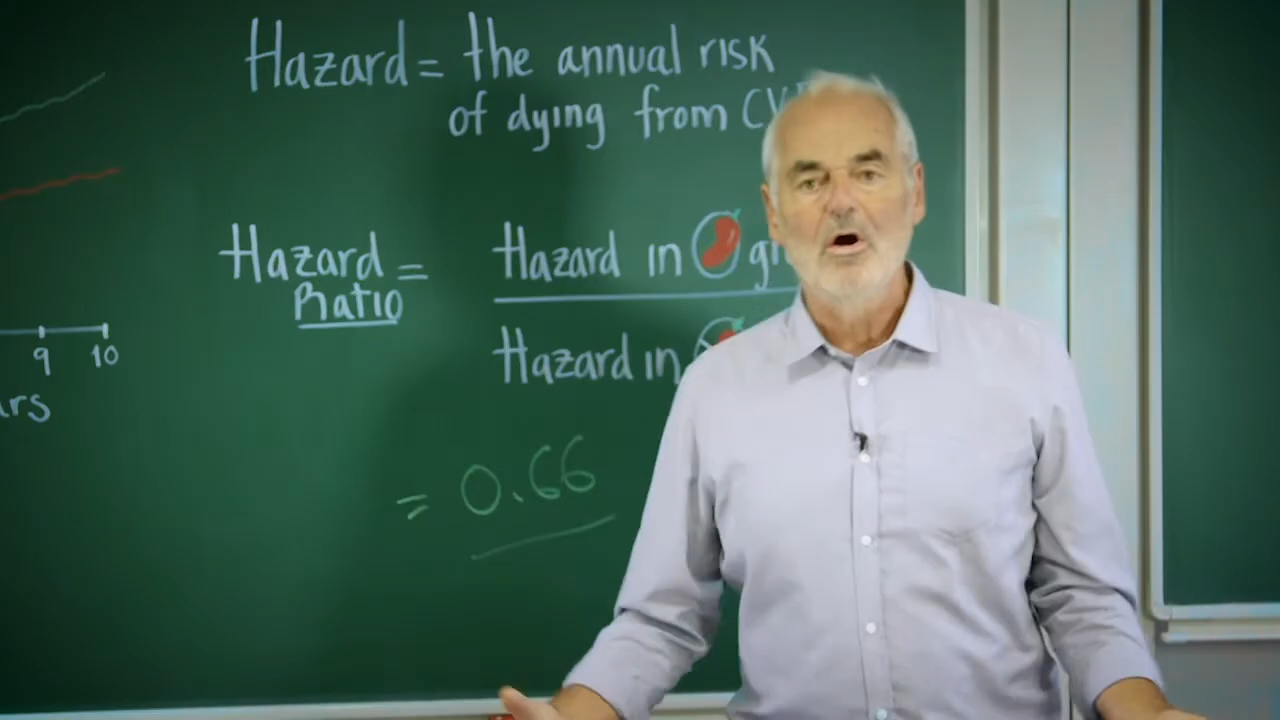 Hazard = the annual risk
of dying from
Hazard Ratio =
Hazard in
Hazard in
= 0.66
9 10